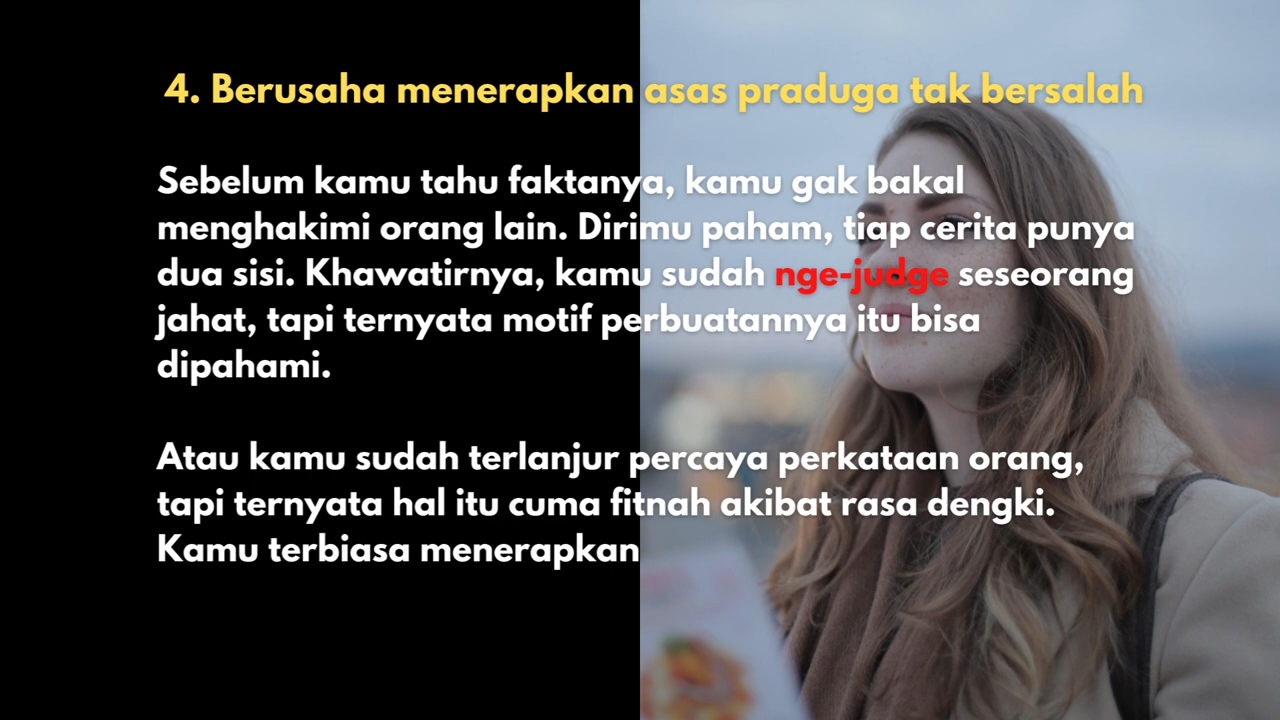 4. Berusaha menerapkan asas praduga tak bersalah
Sebelum kamu tahu faktanya, kamu gak bakal
menghakimi orang lain. Dirimu paham, tiap cerita punya
dua sisi. Khawatirnya, kamu sudah nge-judge seseorang
jahat, tapi ternyata motif perbuatannya itu bisa
dipahami.
Atau kamu sudah terlanjur percaya perkataan orang,
tapi ternyata hal itu cuma fitnah akibat rasa dengki.
Kamu terbiasa menerapkan